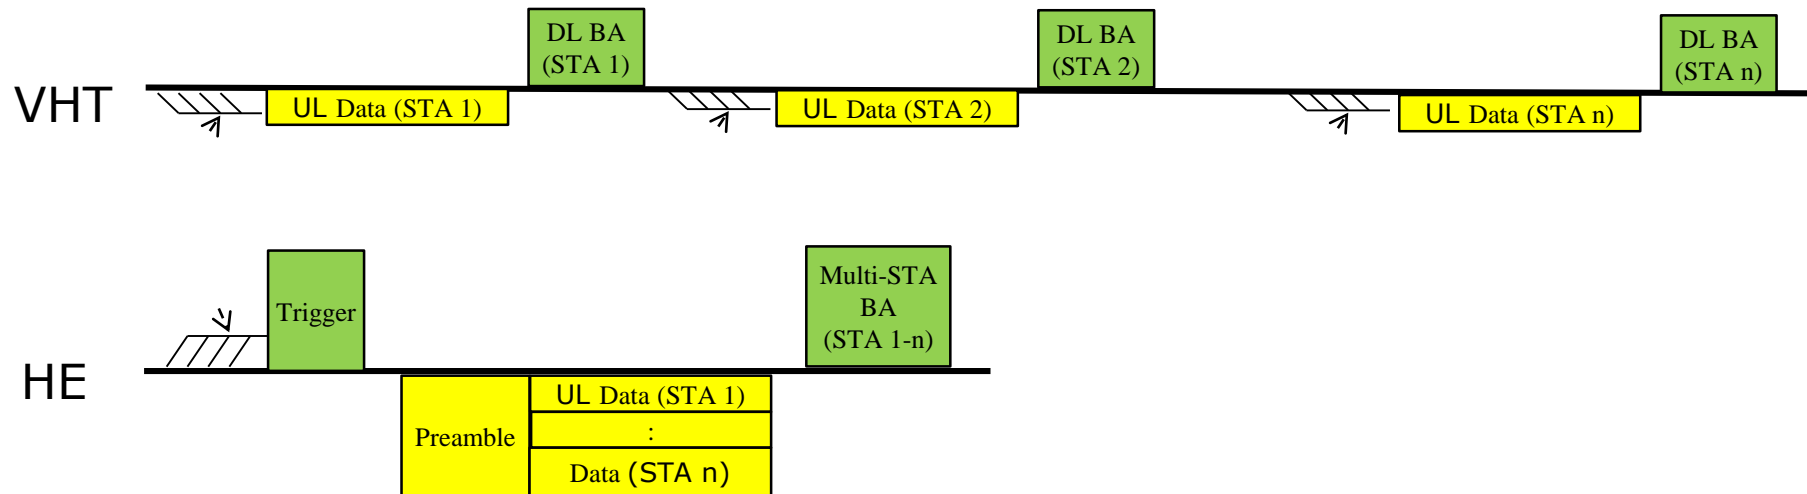 VHT
DL BA
(STA 1)
UL Data (STA 1)
DL BA
(STA 2)
UL Data (STA 2)
DL BA
(STA n)
UL Data (STA n)
HE
Trigger
Preamble
UL Data (STA 1)
:
Data (STA n)
Multi-STA
BA
(STA 1-n)